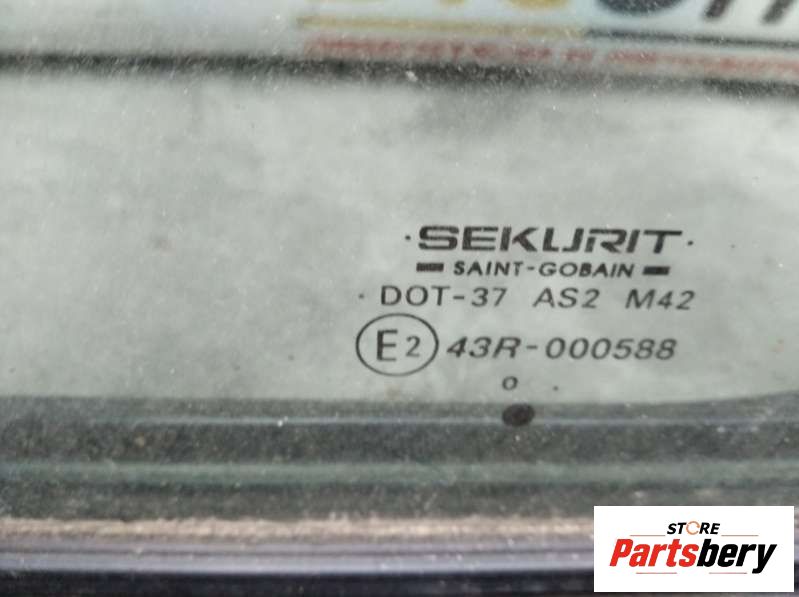 ·SEKURIT·
SAINT-GOBAIN
DOT-37 AS2 M42
E2 43R-000588
o .
STORE
Partsbery